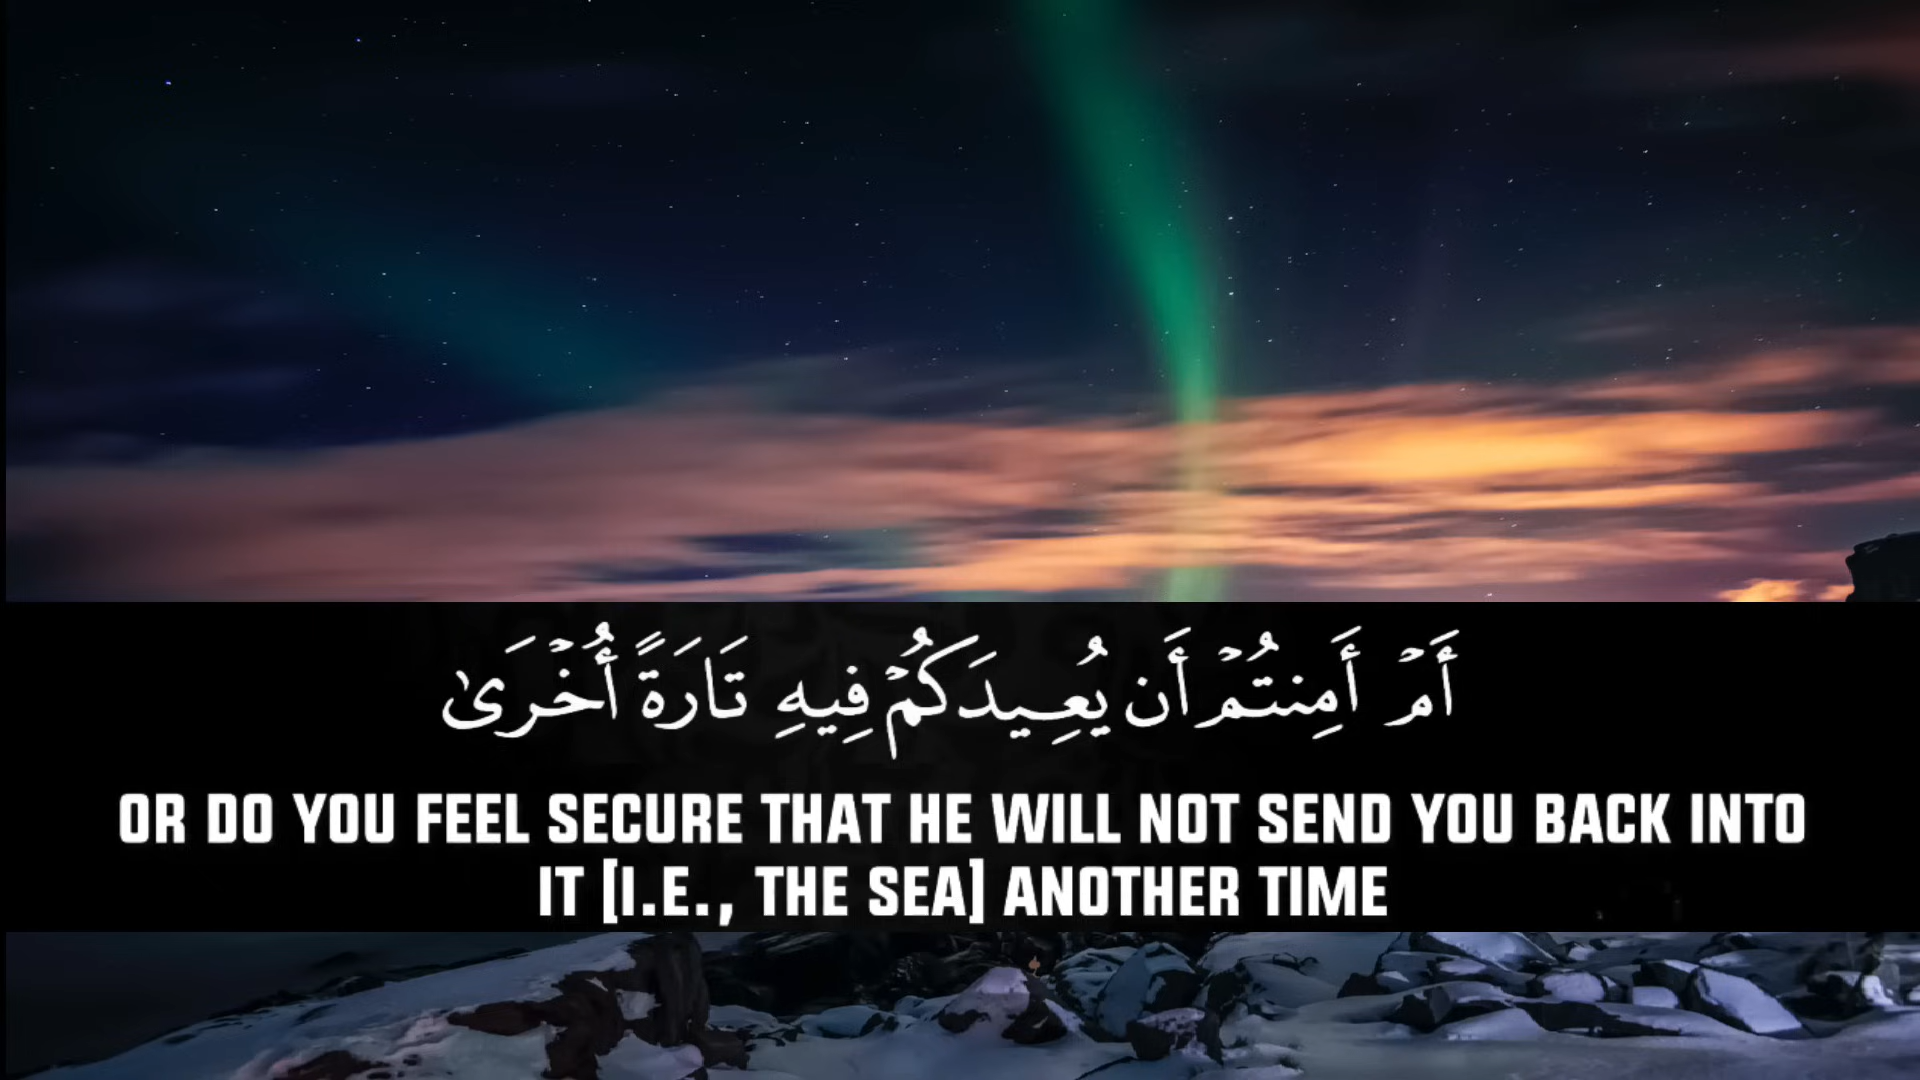 أَمۡ أَمِنتُمۡ أَن يُعِيدَكُمۡ فِيهِ تَارَةً أُخۡرَىٰ
OR DO YOU FEEL SECURE THAT HE WILL NOT SEND YOU BACK INTO
IT [I.E., THE SEA] ANOTHER TIME